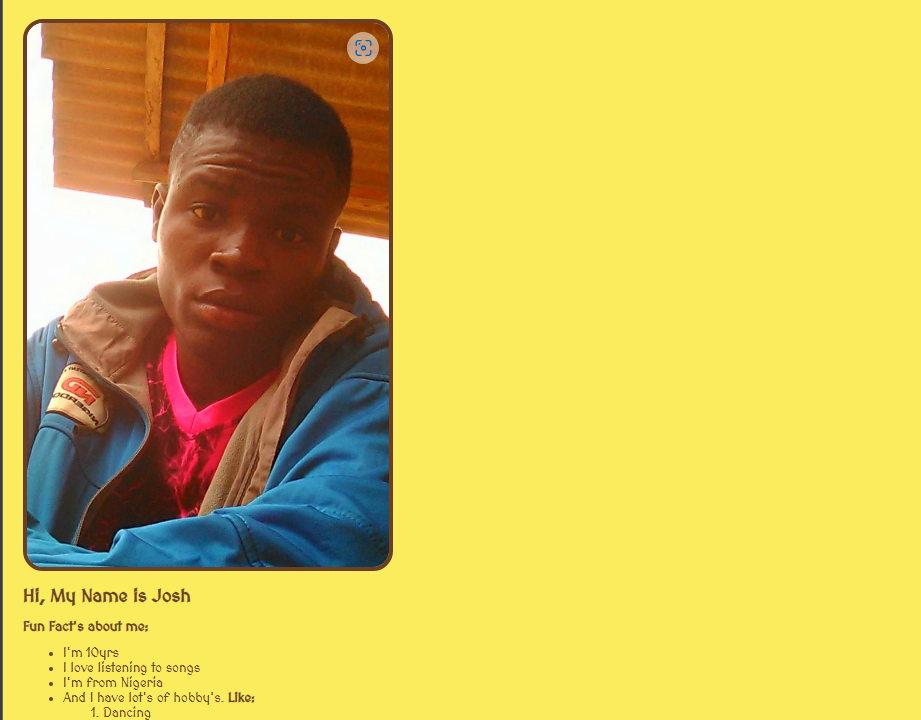 Hi, My Name is Josh
Fun Fact's about me;
I'm 10yrs
I love listening to songs
I'm from Nigeria
And I have lot's of hobby's. Like;
1. Dancing